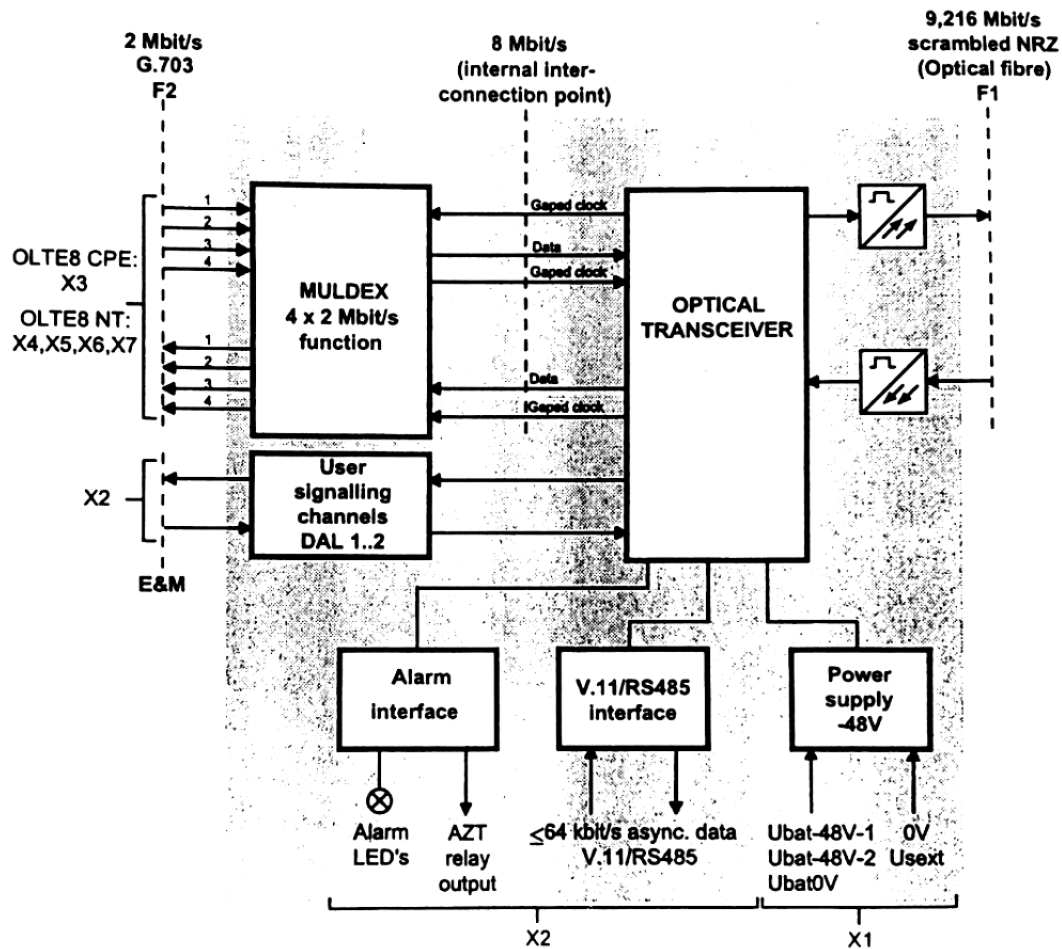 2 Mbit/s
G.703
F2
8 Mbit/s
(internal inter-
connection point)
9,216 Mbit/s
scrambled NRZ
(Optical fibre)
F1
OLTE8 CPE:
X3
OLTE8 NT:
X4,X5,X6,X7
1
2
3
4
1
2
3
4
MULDEX
4 x 2 Mbit/s
function
Gaped clock
Data
Gaped clock
Data
Gaped clock
OPTICAL
TRANSCEIVER
X2
User
signalling
channels
DAL 1..2
E&M
Alarm
interface
V.11/RS485
interface
Power
supply
-48V
Alarm
LED's
AZT
relay
output
≤64 kbit/s async. data
V.11/RS485
Ubat-48V-1
Ubat-48V-2
Ubat0V
0V
Usext
X2
X1